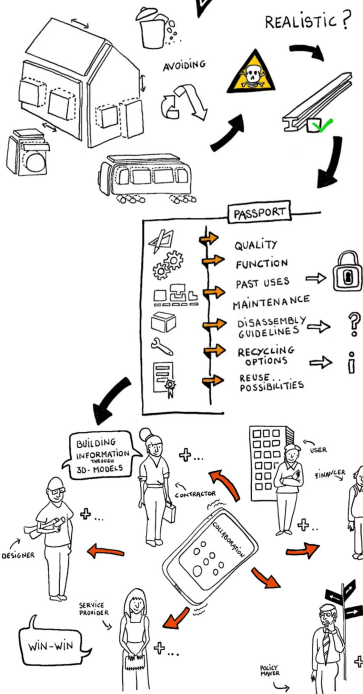 REALISTIC?
AVOIDING
PASSPORT
QUALITY
FUNCTION
PAST USES
MAINTENANCE
DISASSEMBLY
GUIDELINES
?
RECYCLING
OPTIONS
i
REUSE..
POSSIBILITIES
BUILDING
INFORMATION
THROUGH
3D-MODELS
+...
CONTRACTOR
USER
FINANCER
+...
+...
DESIGNER
COLLABORATION
SERVICE
PROVIDER
WIN-WIN
+...
POLICY
MAKER
+